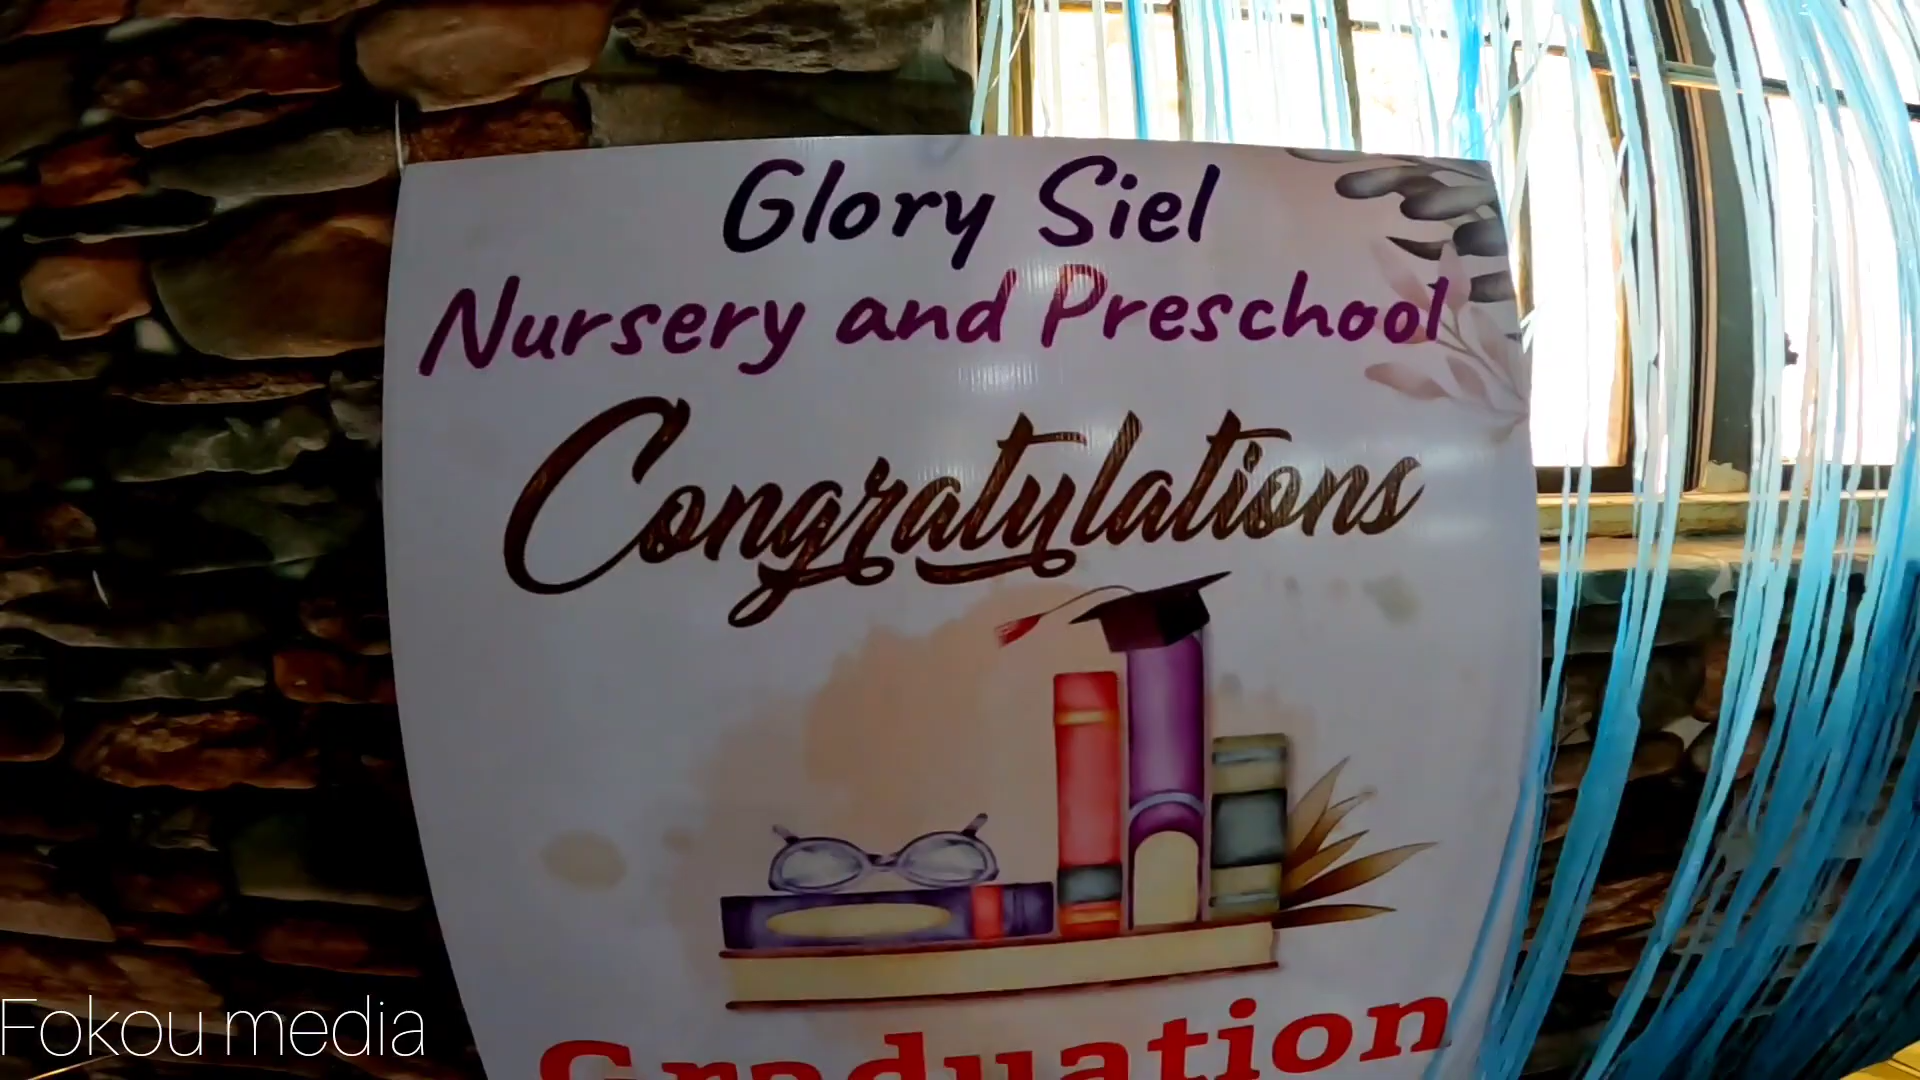 Glory Siel
Nursery and Preschool
Congratulations
Graduation
Fokou media